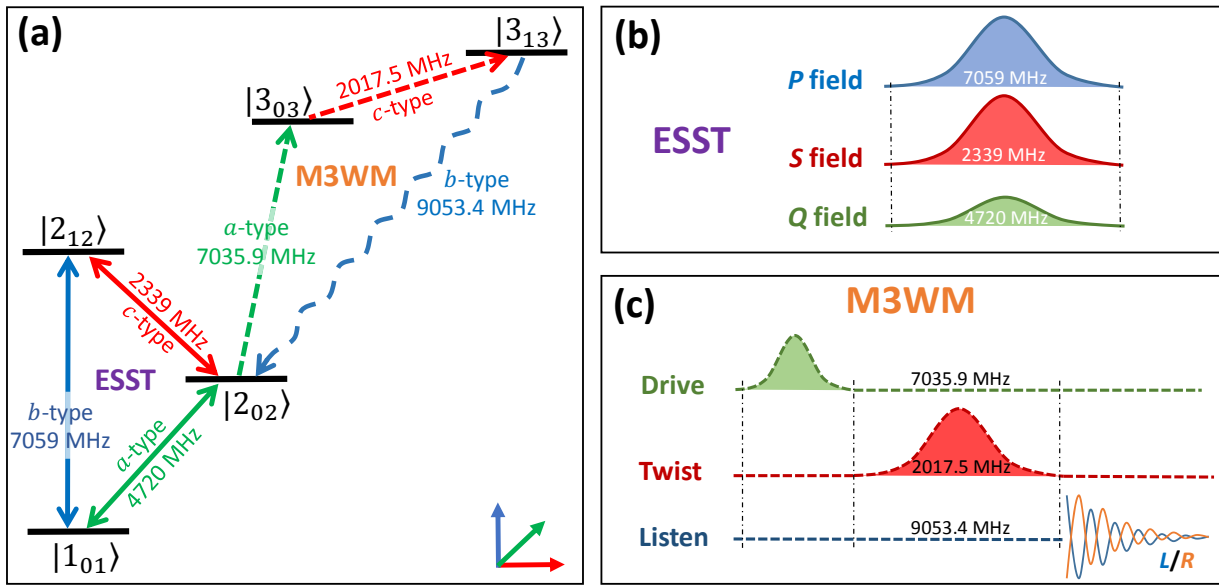 (a)
|3₁₃⟩
2017.5 MHz
c-type
|3₀₃⟩
M3WM
b-type
9053.4 MHz
a-type
7035.9 MHz
|2₁₂⟩
2339 MHz
c-type
ESST
|2₀₂⟩
b-type
7059 MHz
a-type
4720 MHz
|1₀₁⟩
(b)
ESST
P field
7059 MHz
S field
2339 MHz
Q field
4720 MHz
(c)
M3WM
Drive
7035.9 MHz
Twist
2017.5 MHz
Listen
9053.4 MHz
L/R